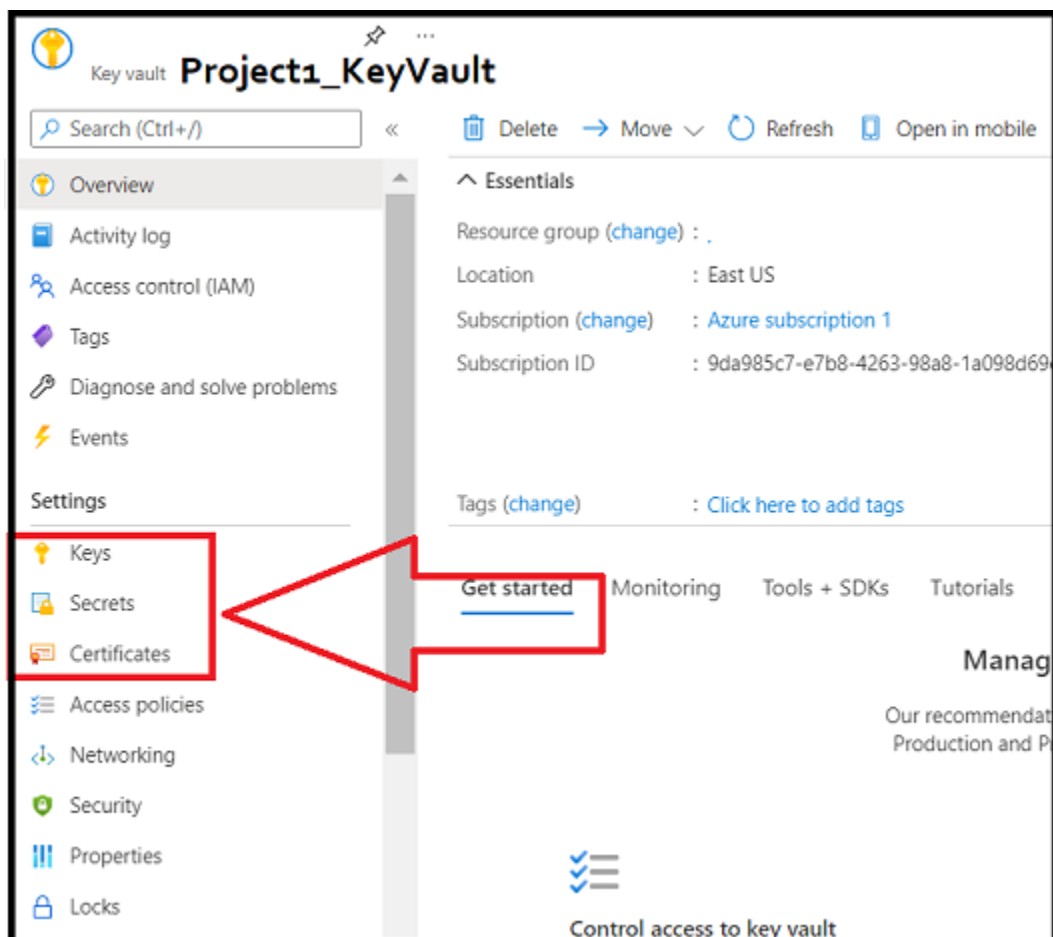 Key vault Project1_KeyVault
Search (Ctrl+/)
Delete Move Refresh Open in mobile
Overview
Activity log
Access control (IAM)
Tags
Diagnose and solve problems
Events
Settings
Keys
Secrets
Certificates
Access policies
Networking
Security
Properties
Locks
Essentials
Resource group (change) : .
Location : East US
Subscription (change) : Azure subscription 1
Subscription ID : 9da985c7-e7b8-4263-98a8-1a098d69
Tags (change) : Click here to add tags
Get started Monitoring Tools + SDKs Tutorials
Manag
Our recommendat
Production and P
Control access to key vault